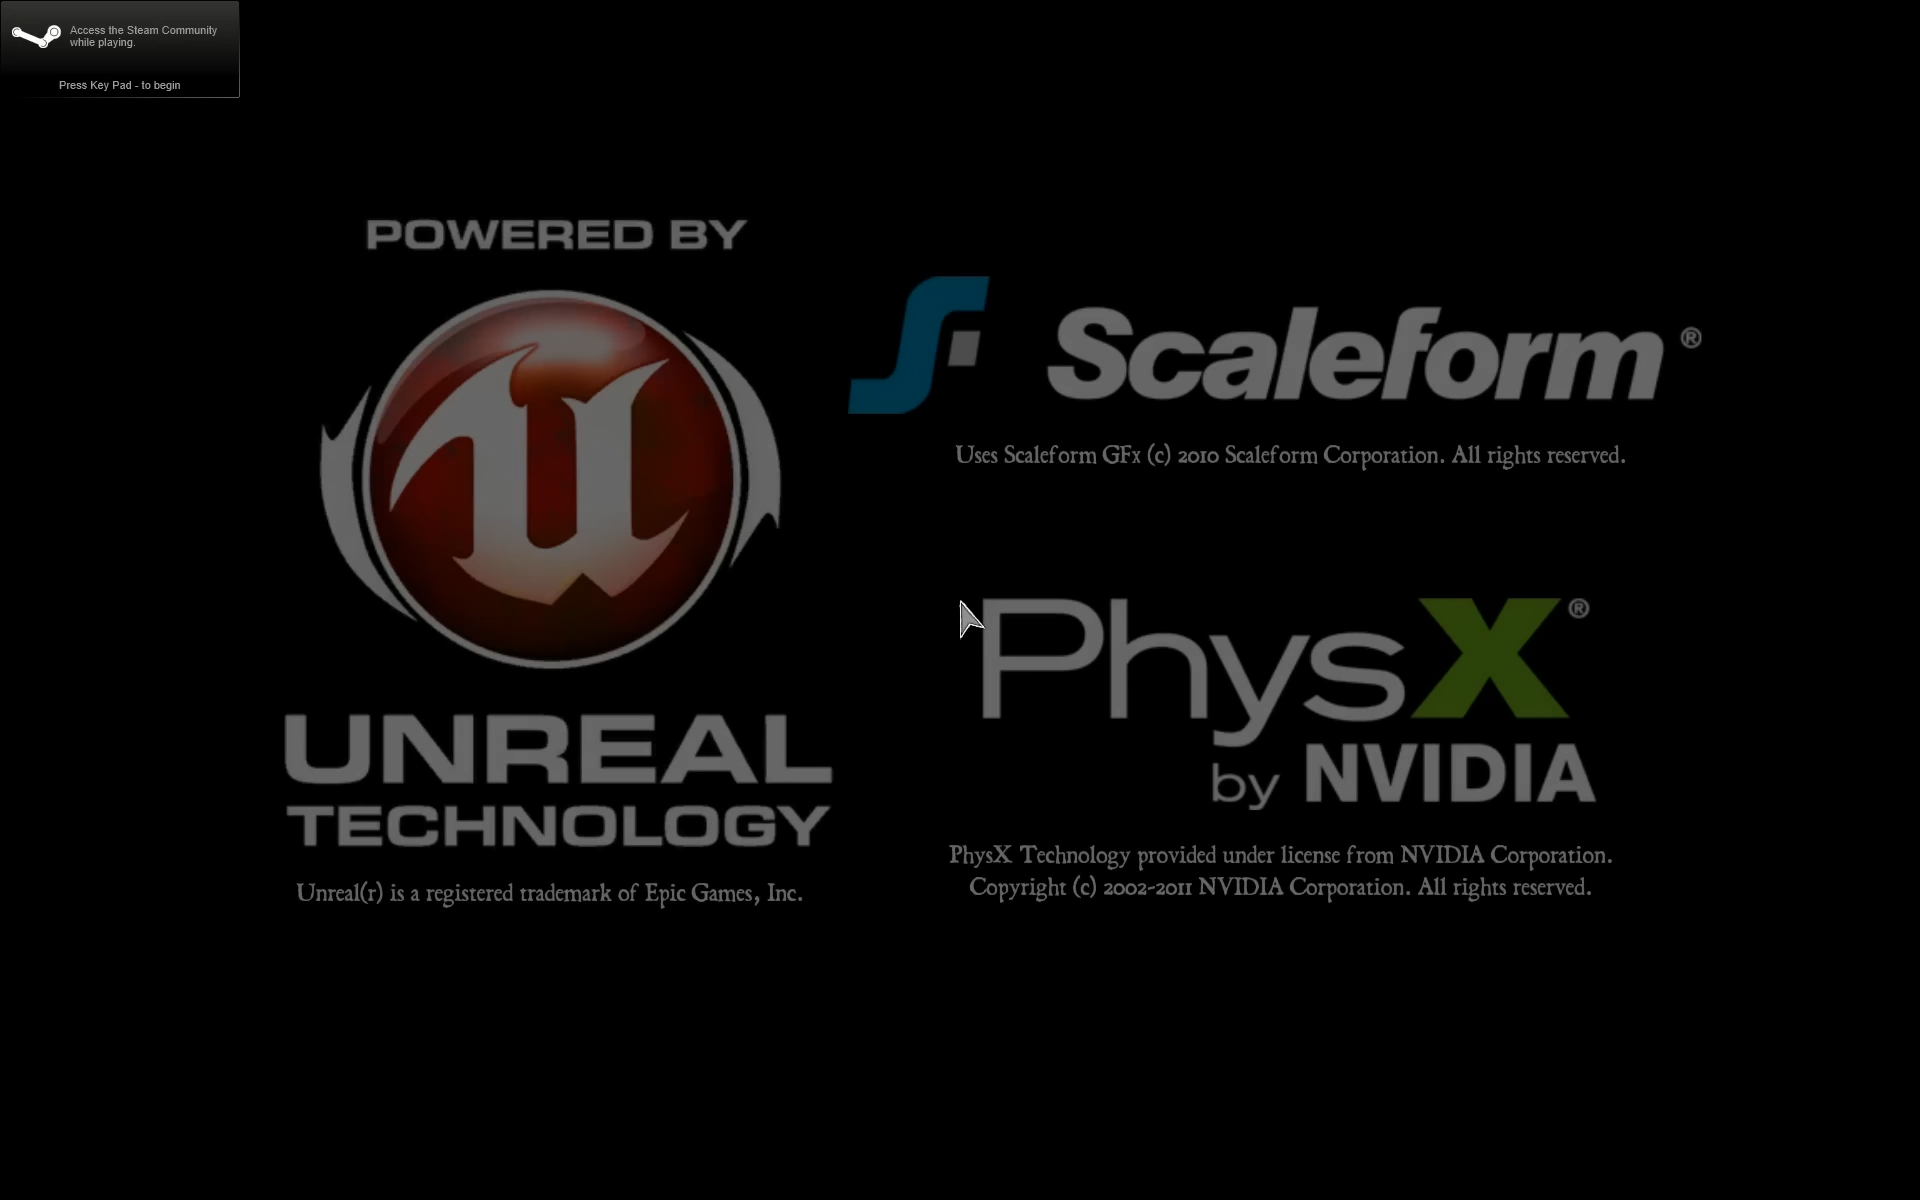 Access the Steam Community
while playing.
Press Key Pad - to begin
POWERED BY
UNREAL
TECHNOLOGY
Unreal(r) is a registered trademark of Epic Games, Inc.
Scaleform ®
Uses Scaleform GFx (c) 2010 Scaleform Corporation. All rights reserved.
PhysX ®
by NVIDIA
PhysX Technology provided under license from NVIDIA Corporation.
Copyright (c) 2002-2011 NVIDIA Corporation. All rights reserved.